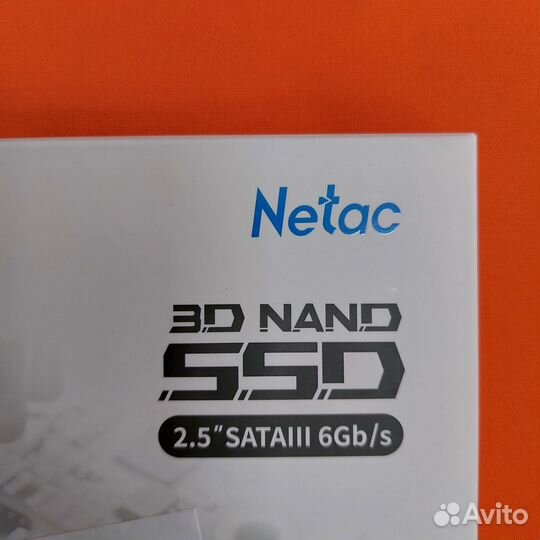 Netac
3D NAND
SSD
2.5" SATAIII 6Gb/s
Avito